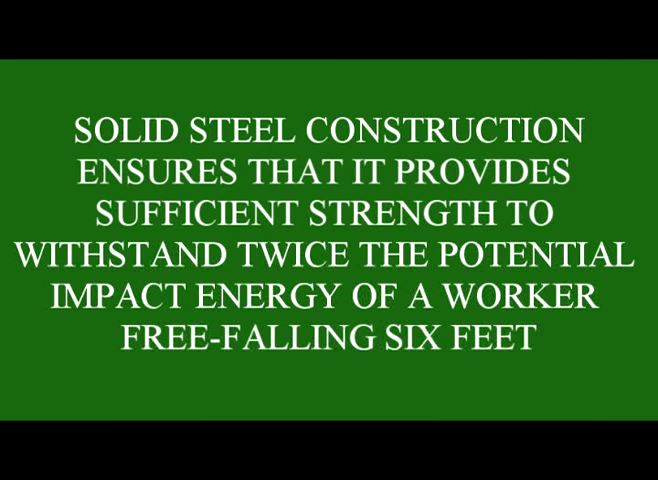 SOLID STEEL CONSTRUCTION
ENSURES THAT IT PROVIDES
SUFFICIENT STRENGTH TO
WITHSTAND TWICE THE POTENTIAL
IMPACT ENERGY OF A WORKER
FREE-FALLING SIX FEET